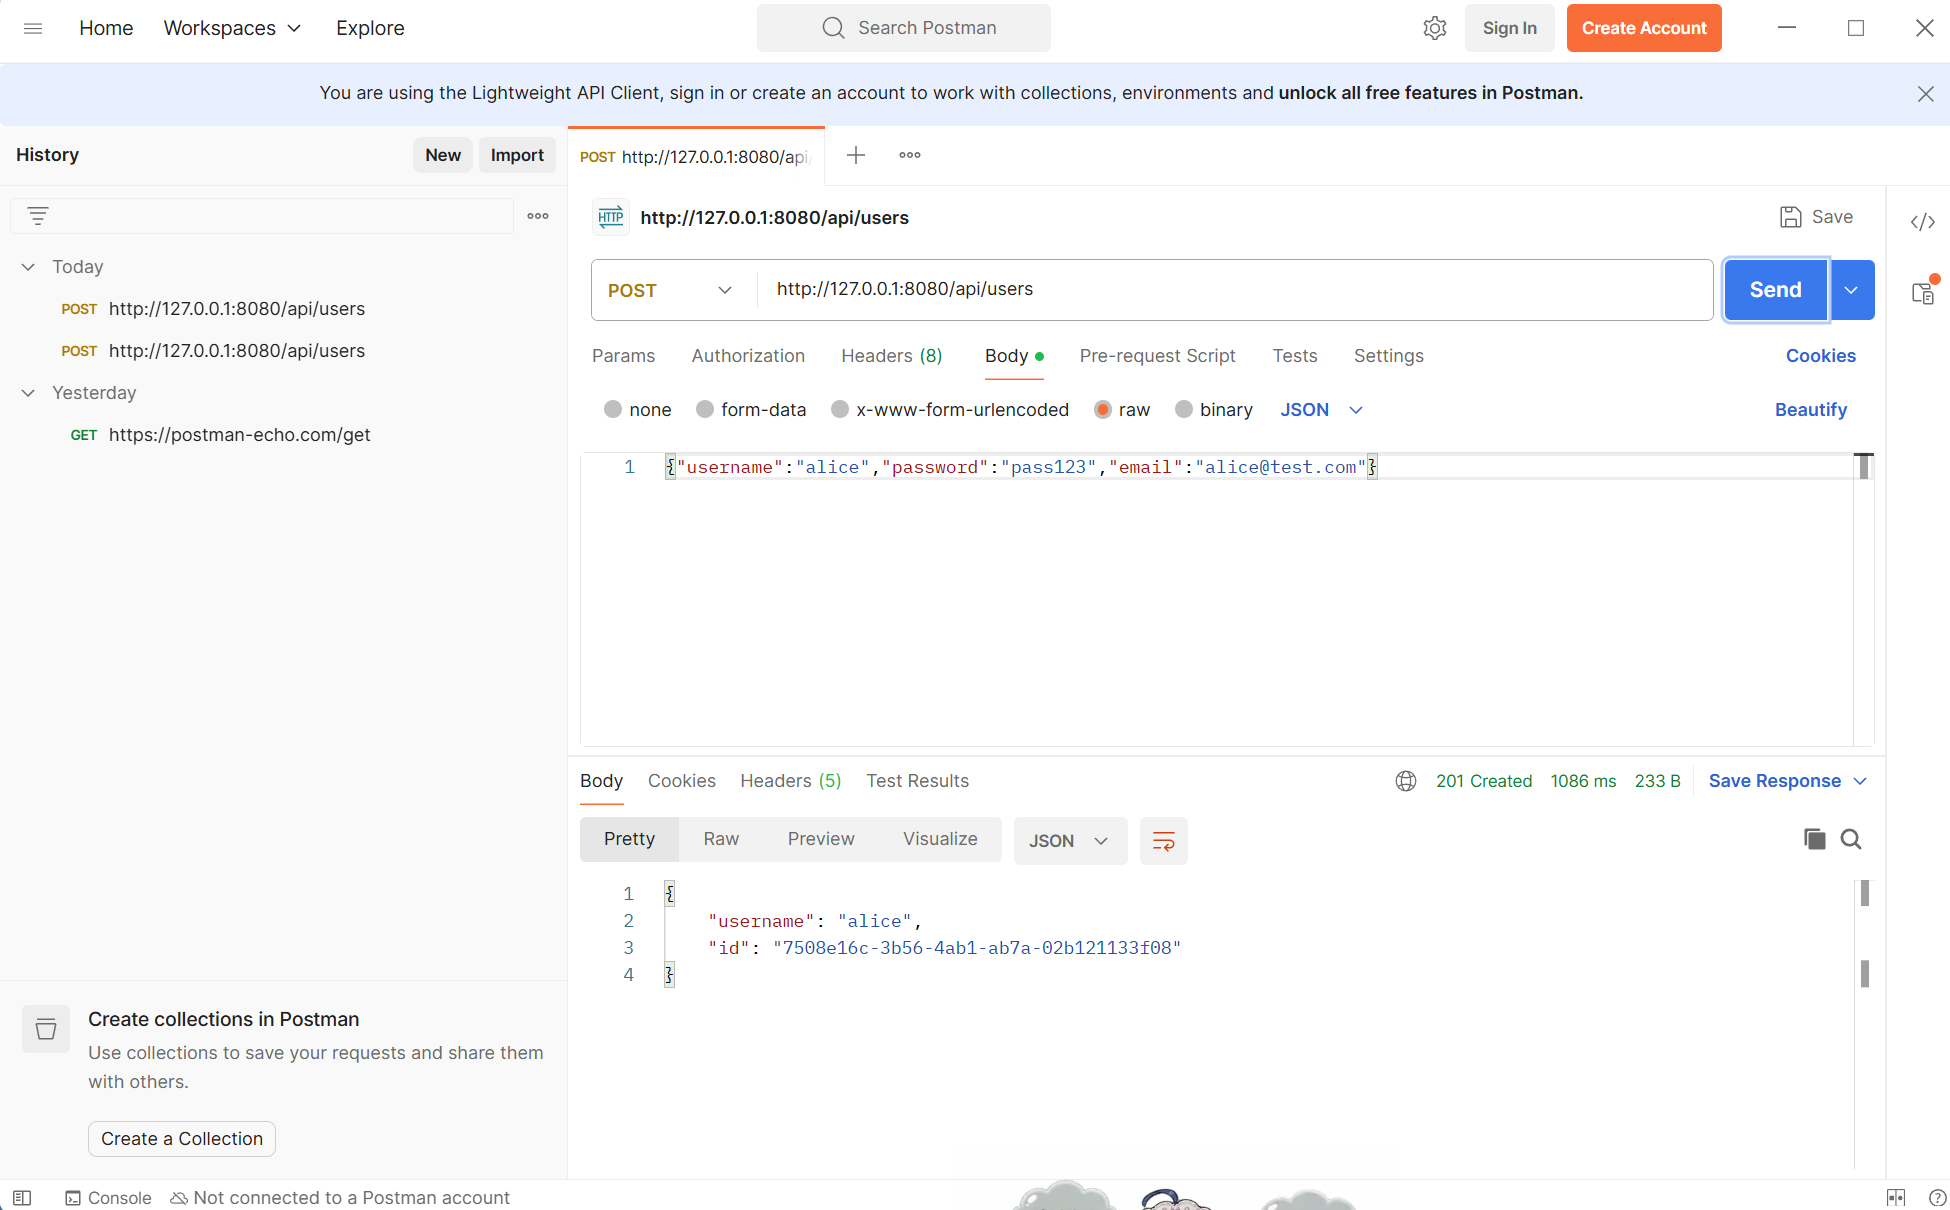 Home Workspaces Explore Search Postman Sign In Create Account
You are using the Lightweight API Client, sign in or create an account to work with collections, environments and unlock all free features in Postman.
History New Import
POST http://127.0.0.1:8080/api
Today
POST http://127.0.0.1:8080/api/users
POST http://127.0.0.1:8080/api/users
Yesterday
GET https://postman-echo.com/get
HTTP http://127.0.0.1:8080/api/users Save
POST http://127.0.0.1:8080/api/users Send
Params Authorization Headers (8) Body Pre-request Script Tests Settings Cookies
none form-data x-www-form-urlencoded raw binary JSON Beautify
1 {"username":"alice","password":"pass123","email":"alice@test.com"}
Body Cookies Headers (5) Test Results 201 Created 1086 ms 233 B Save Response
Pretty Raw Preview Visualize JSON
1 {
2 "username": "alice",
3 "id": "7508e16c-3b56-4ab1-ab7a-02b121133f08"
4 }
Create collections in Postman
Use collections to save your requests and share them
with others.
Create a Collection
Console Not connected to a Postman account